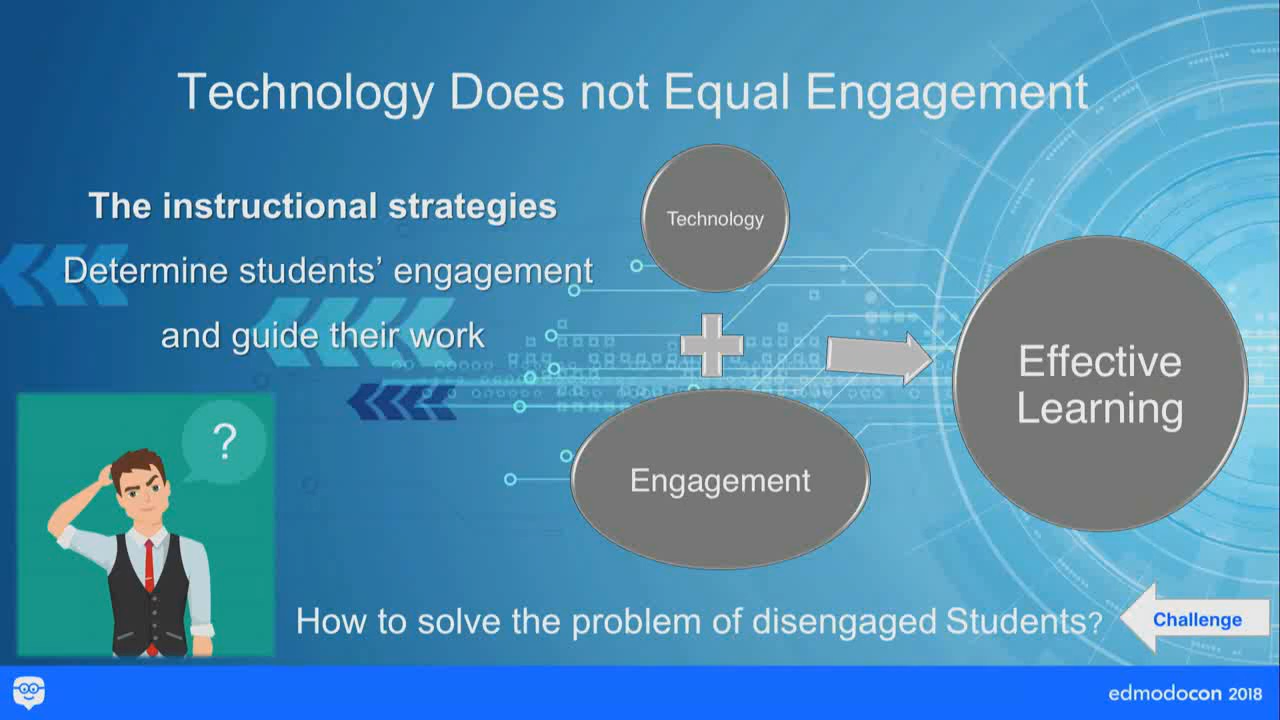 Technology Does not Equal Engagement
The instructional strategies
Determine students' engagement
and guide their work
Technology
Engagement
Effective
Learning
?
How to solve the problem of disengaged Students?
Challenge
edmodocon 2018